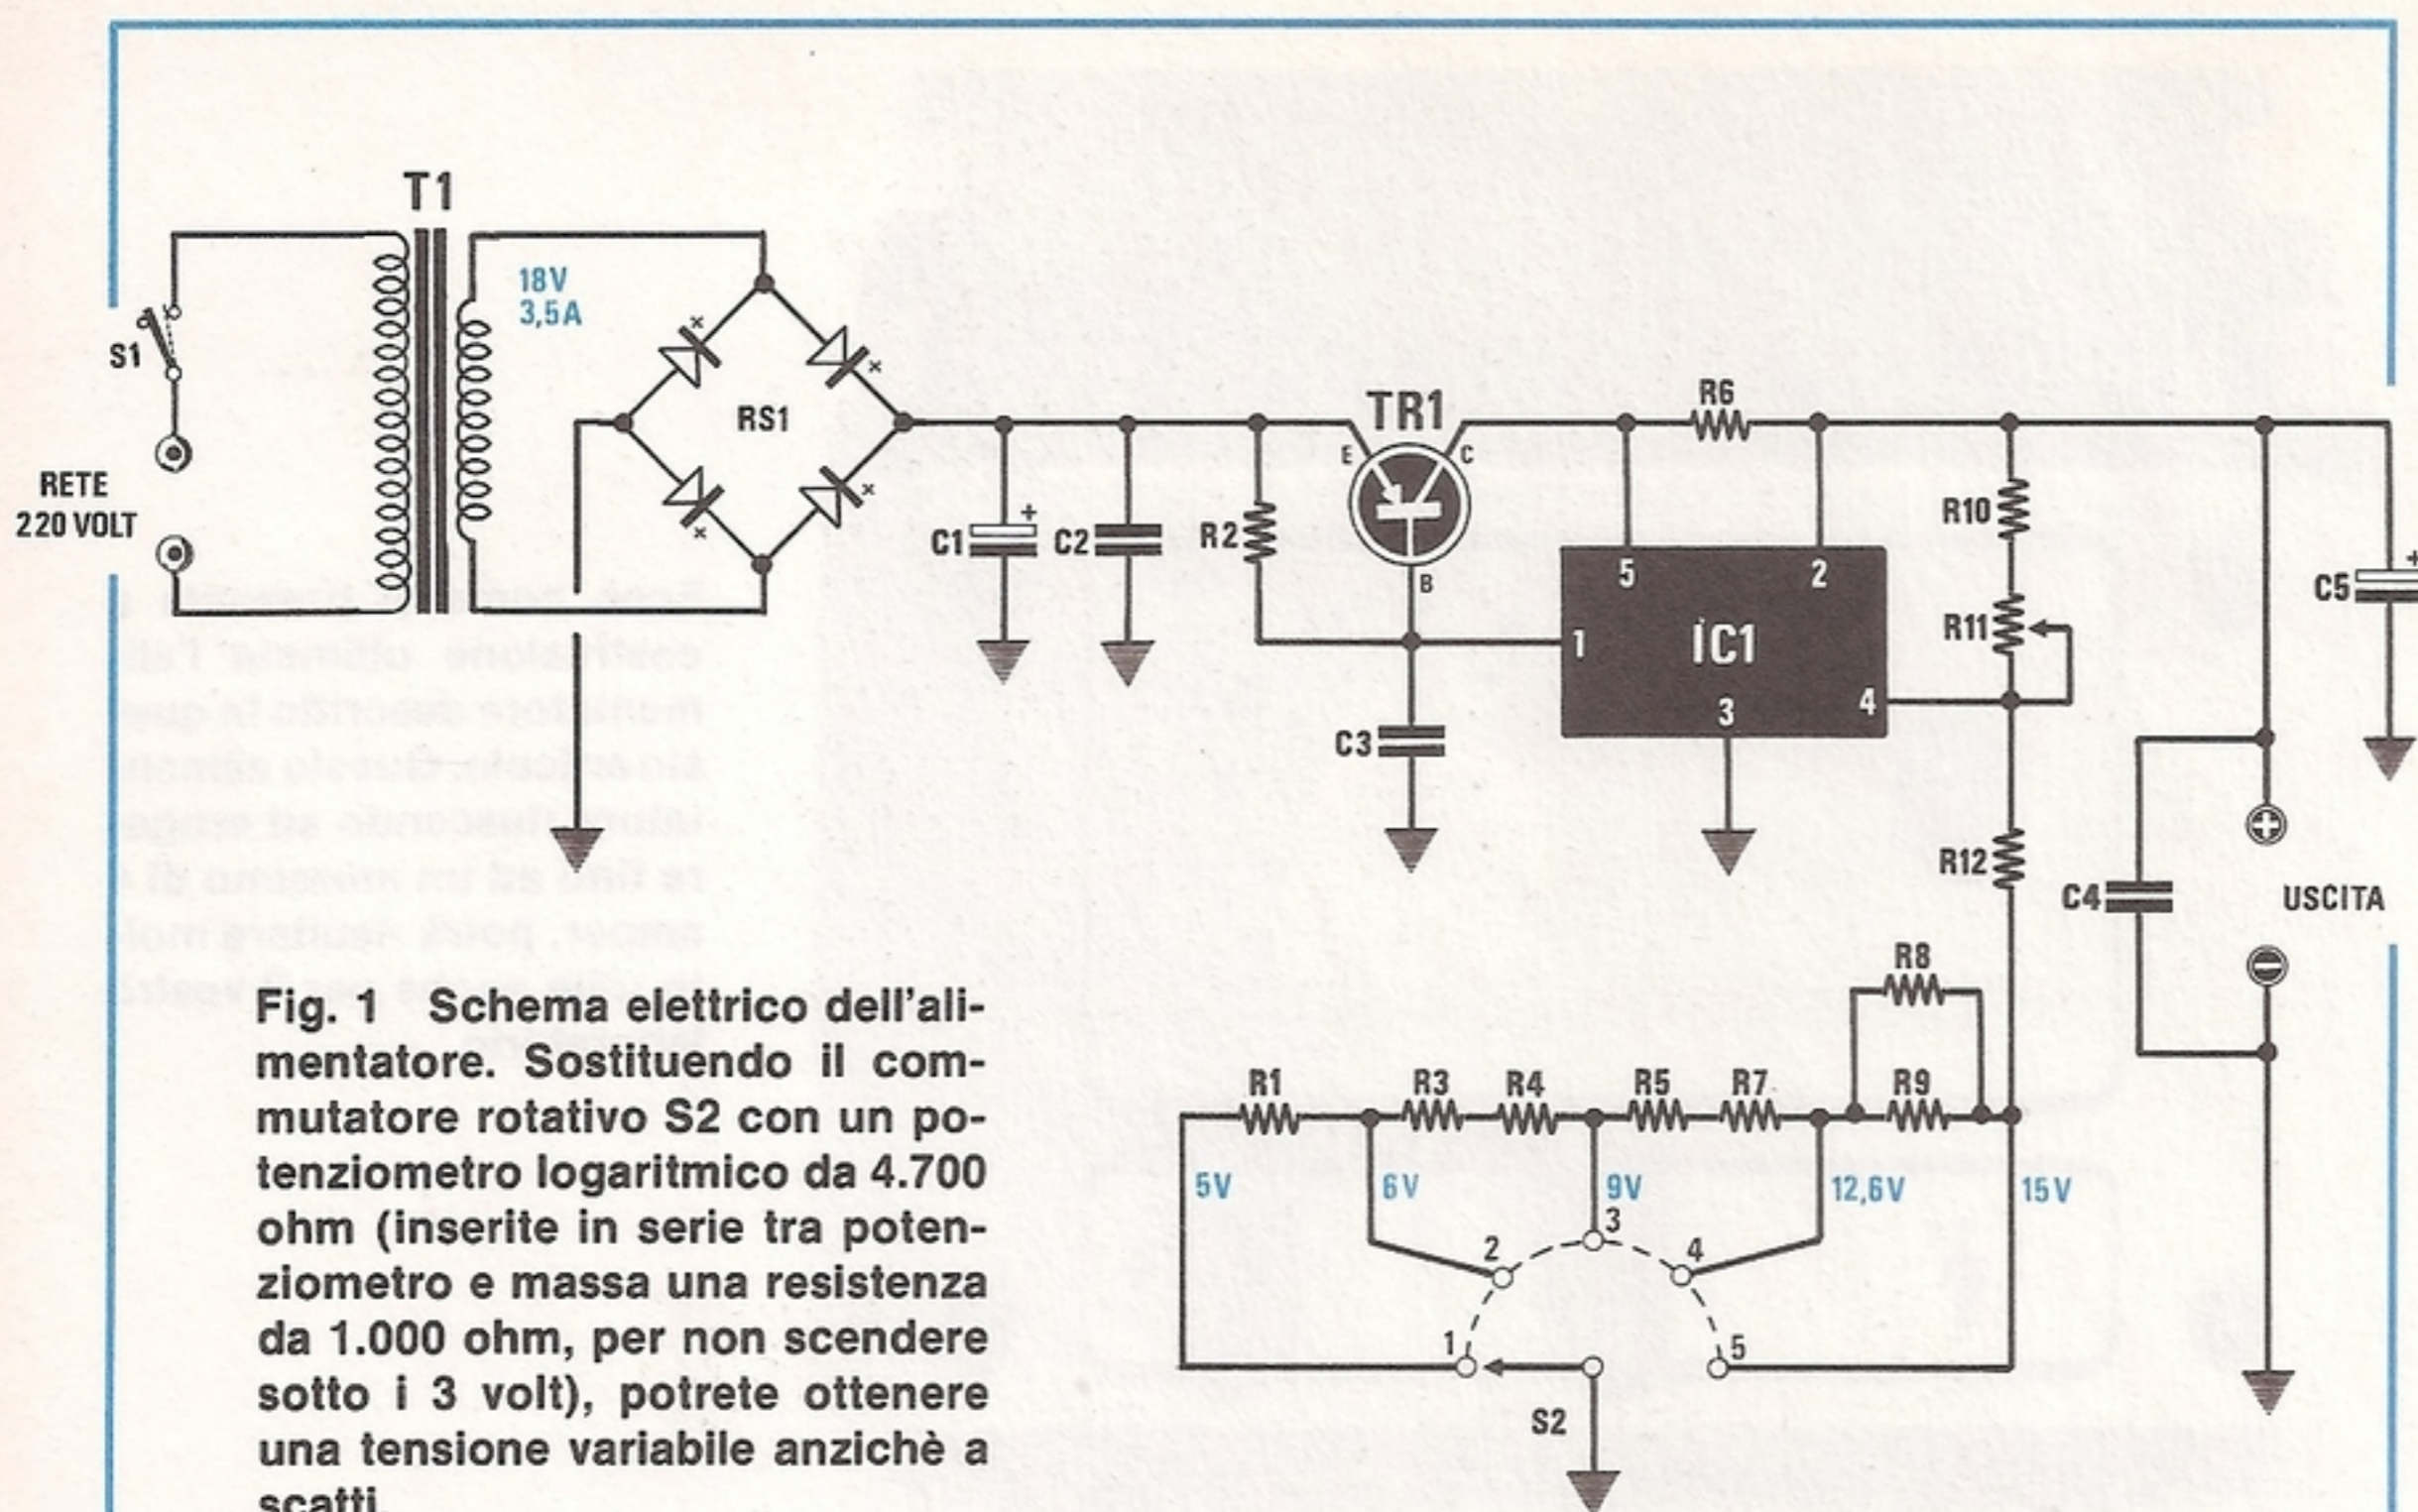 T1
18V
3,5A
S1
RS1
RETE
220 VOLT
C1
+
C2
R2
TR1
E
C
B
R6
5
2
1
IC1
3
4
R10
R11
C3
C5
+
R12
C4
USCITA
R8
R1
R3
R4
R5
R7
R9
5V
6V
9V
12,6V
15V
1
2
3
4
5
S2
Fig. 1 Schema elettrico dell'ali-
mentatore. Sostituendo il com-
mutatore rotativo S2 con un po-
tenziometro logaritmico da 4.700
ohm (inserite in serie tra poten-
ziometro e massa una resistenza
da 1.000 ohm, per non scendere
sotto i 3 volt), potrete ottenere
una tensione variabile anzichè a
scatti.